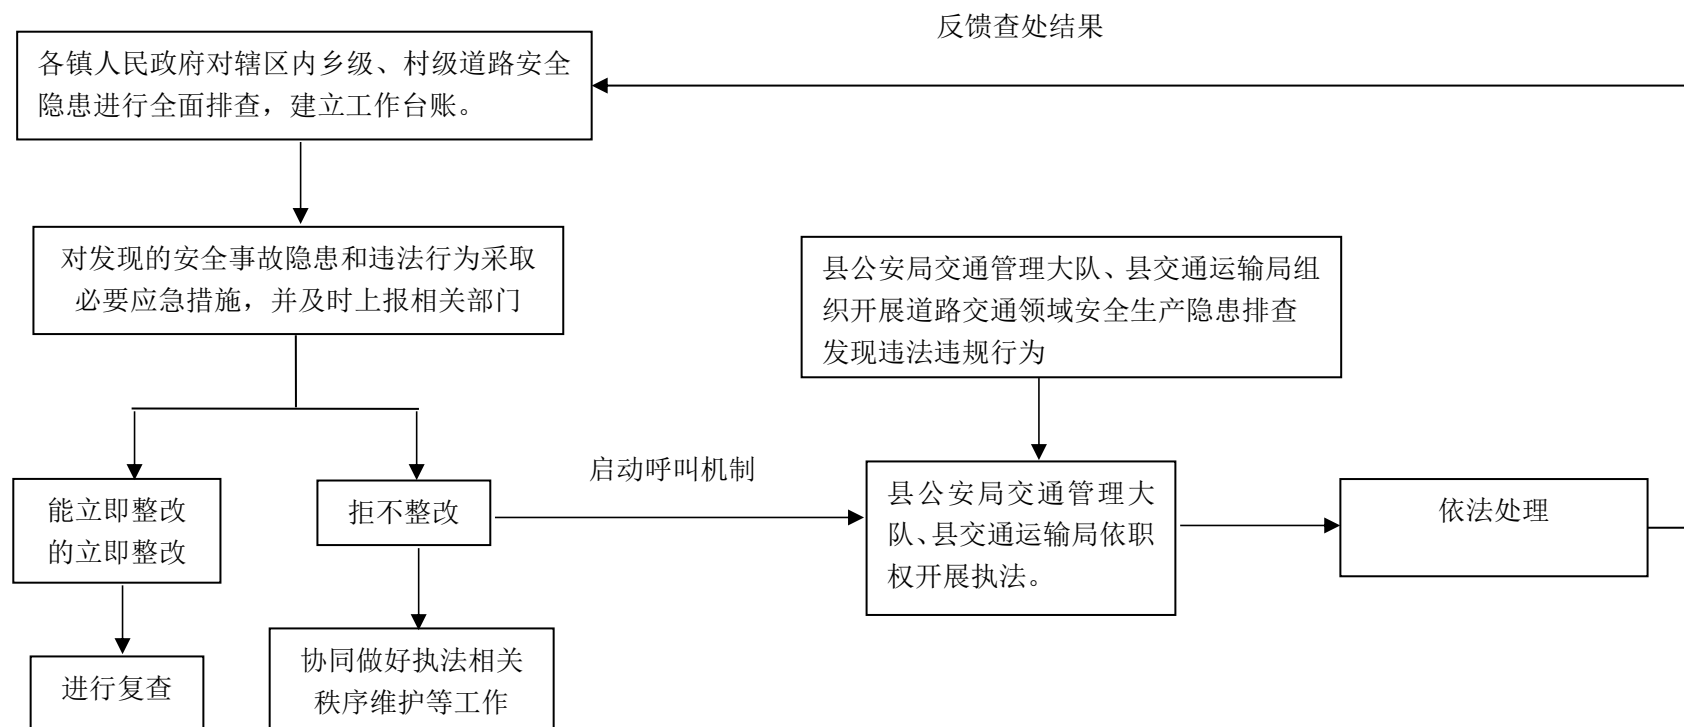 反馈查处结果
各镇人民政府对辖区内乡级、村级道路安全
隐患进行全面排查，建立工作台账。
对发现的安全事故隐患和违法行为采取
必要应急措施，并及时上报相关部门
县公安局交通管理大队、县交通运输局组
织开展道路交通领域安全生产隐患排查
发现违法违规行为
启动呼叫机制
能立即整改
的立即整改
拒不整改
县公安局交通管理大
队、县交通运输局依职
权开展执法。
依法处理
进行复查
协同做好执法相关
秩序维护等工作